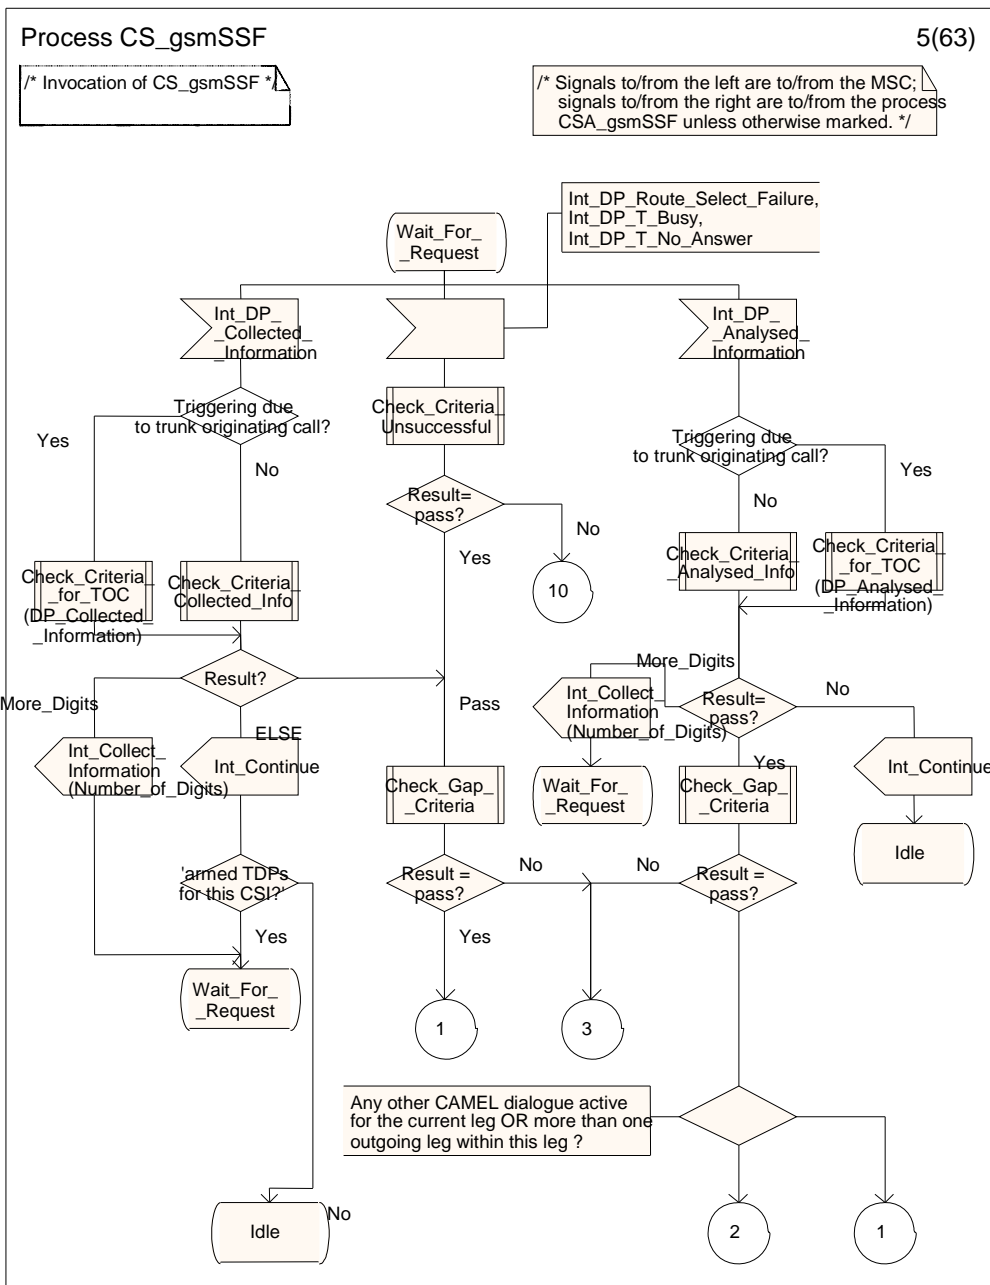 Process CS_gsmSSF
5(63)
/* Invocation of CS_gsmSSF */
/* Signals to/from the left are to/from the MSC;
signals to/from the right are to/from the process
CSA_gsmSSF unless otherwise marked. */
Int_DP_Route_Select_Failure,
Int_DP_T_Busy,
Int_DP_T_No_Answer
Wait_For_
_Request
Int_DP_
_Collected_
_Information
Int_DP_
_Analysed_
Information
Triggering due
to trunk originating call?
Yes
No
Check_Criteria_
Unsuccessful
Triggering due
to trunk originating call?
Yes
No
Result=
pass?
No
Yes
10
Check_Criteria_
_for_TOC
(DP_Collected_
_Information)
Check_Criteria_
Collected_Info
Check_Criteria_
_Analysed_Info
Check_Criteria_
_for_TOC
(DP_Analysed_
_Information)
Result?
More_Digits
ELSE
Pass
More_Digits
Result=
pass?
No
Yes
Int_Collect_
Information
(Number_of_Digits)
Int_Continue
Int_Collect_
Information
(Number_of_Digits)
Int_Continue
Check_Gap_
_Criteria
Wait_For_
_Request
Check_Gap_
_Criteria
Idle
'armed TDPs
for this CSI?'
Yes
Result =
pass?
No
Yes
No
Result =
pass?
Wait_For_
_Request
1
3
Any other CAMEL dialogue active
for the current leg OR more than one
outgoing leg within this leg ?
No
Idle
2
1